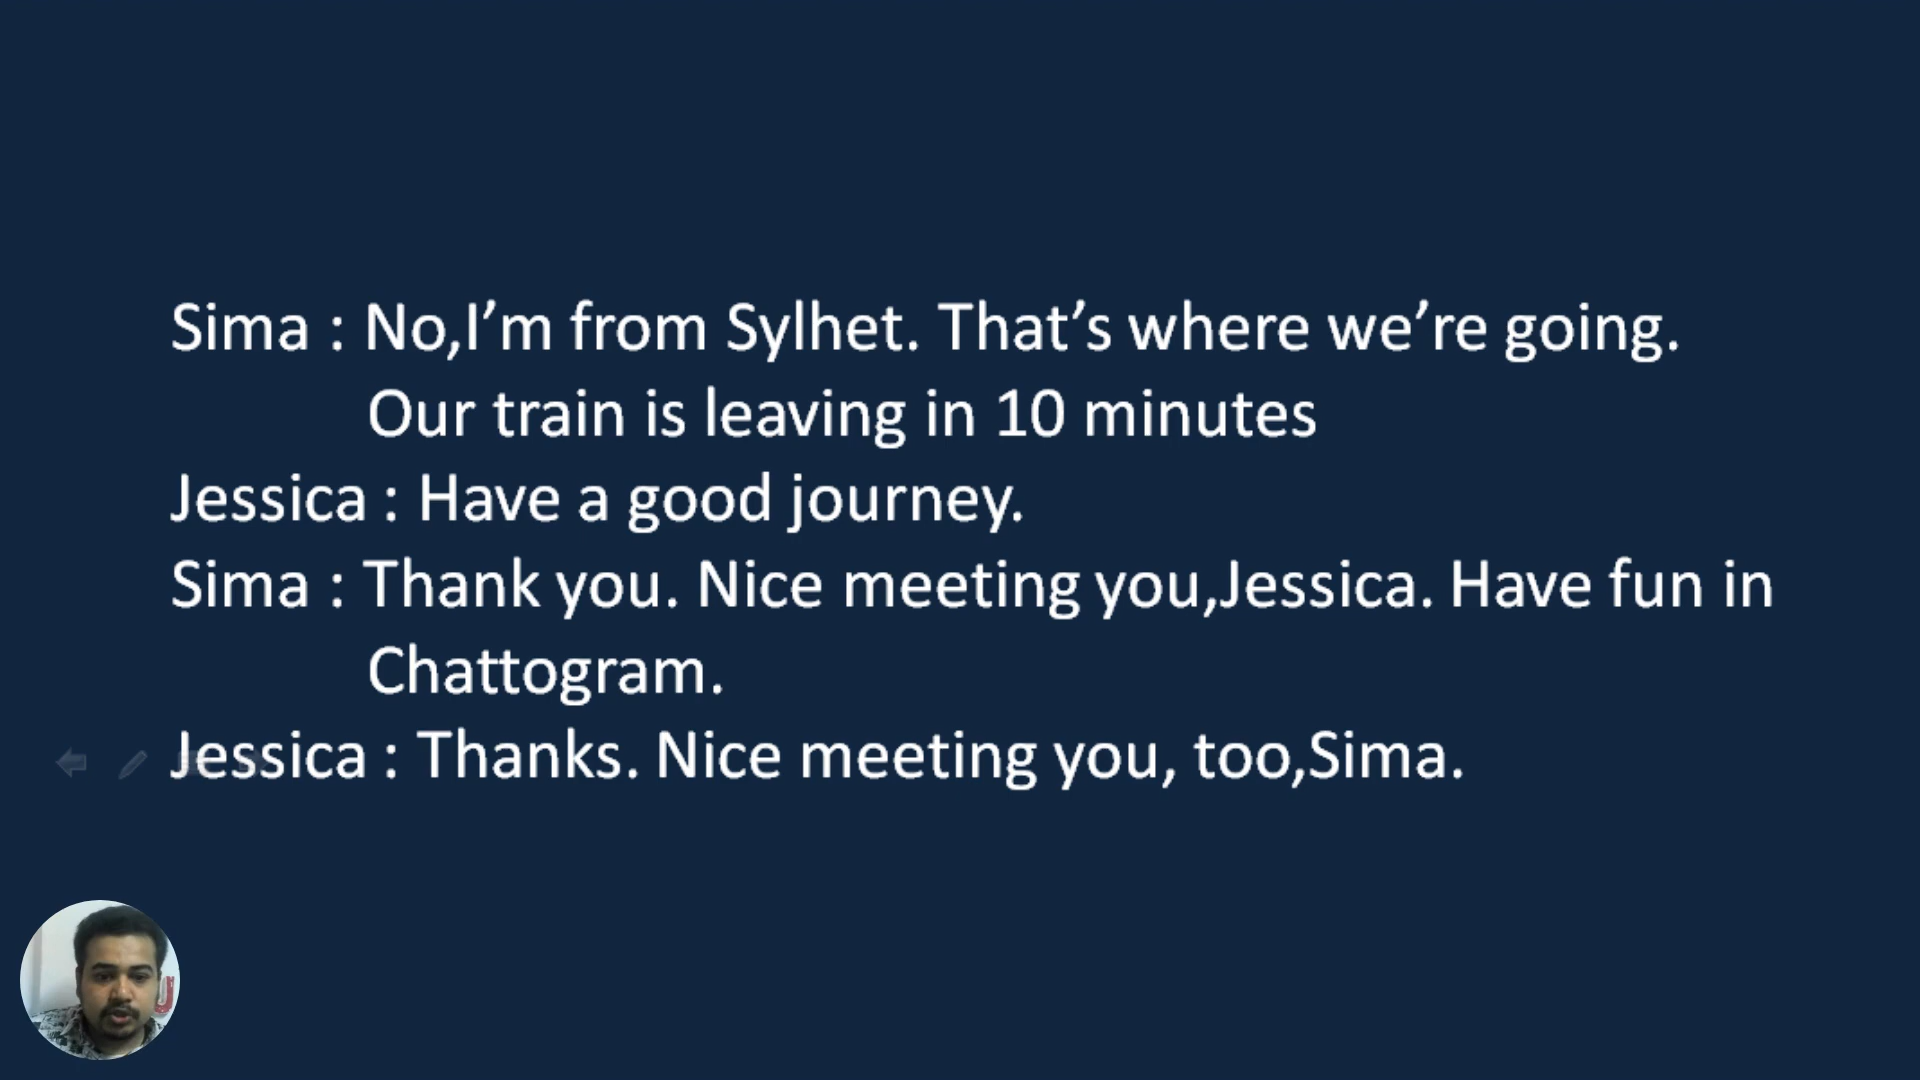 Sima : No,I’m from Sylhet. That’s where we’re going.
Our train is leaving in 10 minutes
Jessica : Have a good journey.
Sima : Thank you. Nice meeting you,Jessica. Have fun in
Chattogram.
Jessica : Thanks. Nice meeting you, too,Sima.